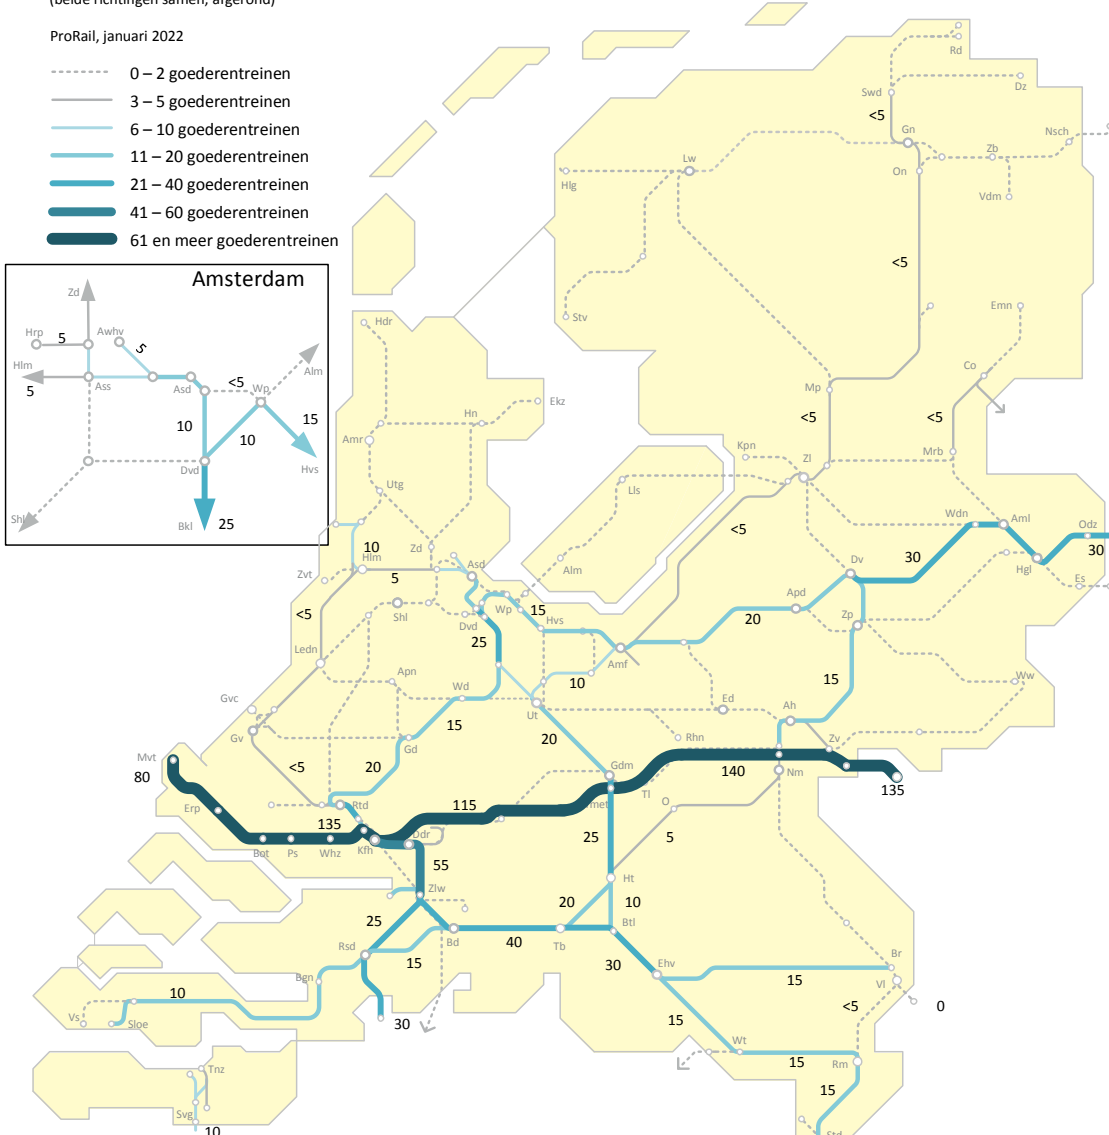 (beide richtingen samen, afgerond)
ProRail, januari 2022
0 – 2 goederentreinen
3 – 5 goederentreinen
6 – 10 goederentreinen
11 – 20 goederentreinen
21 – 40 goederentreinen
41 – 60 goederentreinen
61 en meer goederentreinen
Amsterdam
Zd
Hrp
5
Awhv
5
Hlm
5
Ass
Asd
<5
Wp
Alm
10
10
15
Hvs
Dvd
Shl
Bkl
25
Rd
Swd
Dz
<5
Gn
Nsch
Zb
Lw
On
Hlg
Vdm
<5
Stv
Emn
Hdr
Co
Mp
Ekz
Hn
<5
<5
Amr
Kpn
Mrb
Zl
Utg
Lls
Wdn
Aml
Odz
<5
30
30
Zd
10
Hlm
5
Asd
Alm
Dv
Hgl
Es
Zvt
Apd
<5
Shl
Wp
15
Hvs
20
Zp
Dvd
25
Ledn
Amf
Apn
10
15
Ww
Gvc
Wd
Ed
Ah
Ut
15
Gv
Gd
20
Rhn
Zv
Mvt
80
<5
20
Gdm
140
Nm
135
Tl
Erp
Rtd
115
met
O
135
Ddr
25
5
Bot
Ps
Whz
Kfh
55
Ht
Zlw
20
10
25
Btl
Bd
40
Tb
Rsd
15
30
Ehv
Br
Bgn
15
Vl
10
<5
0
Vs
Sloe
30
15
Wt
15
Rm
Tnz
15
Svg
10
Std